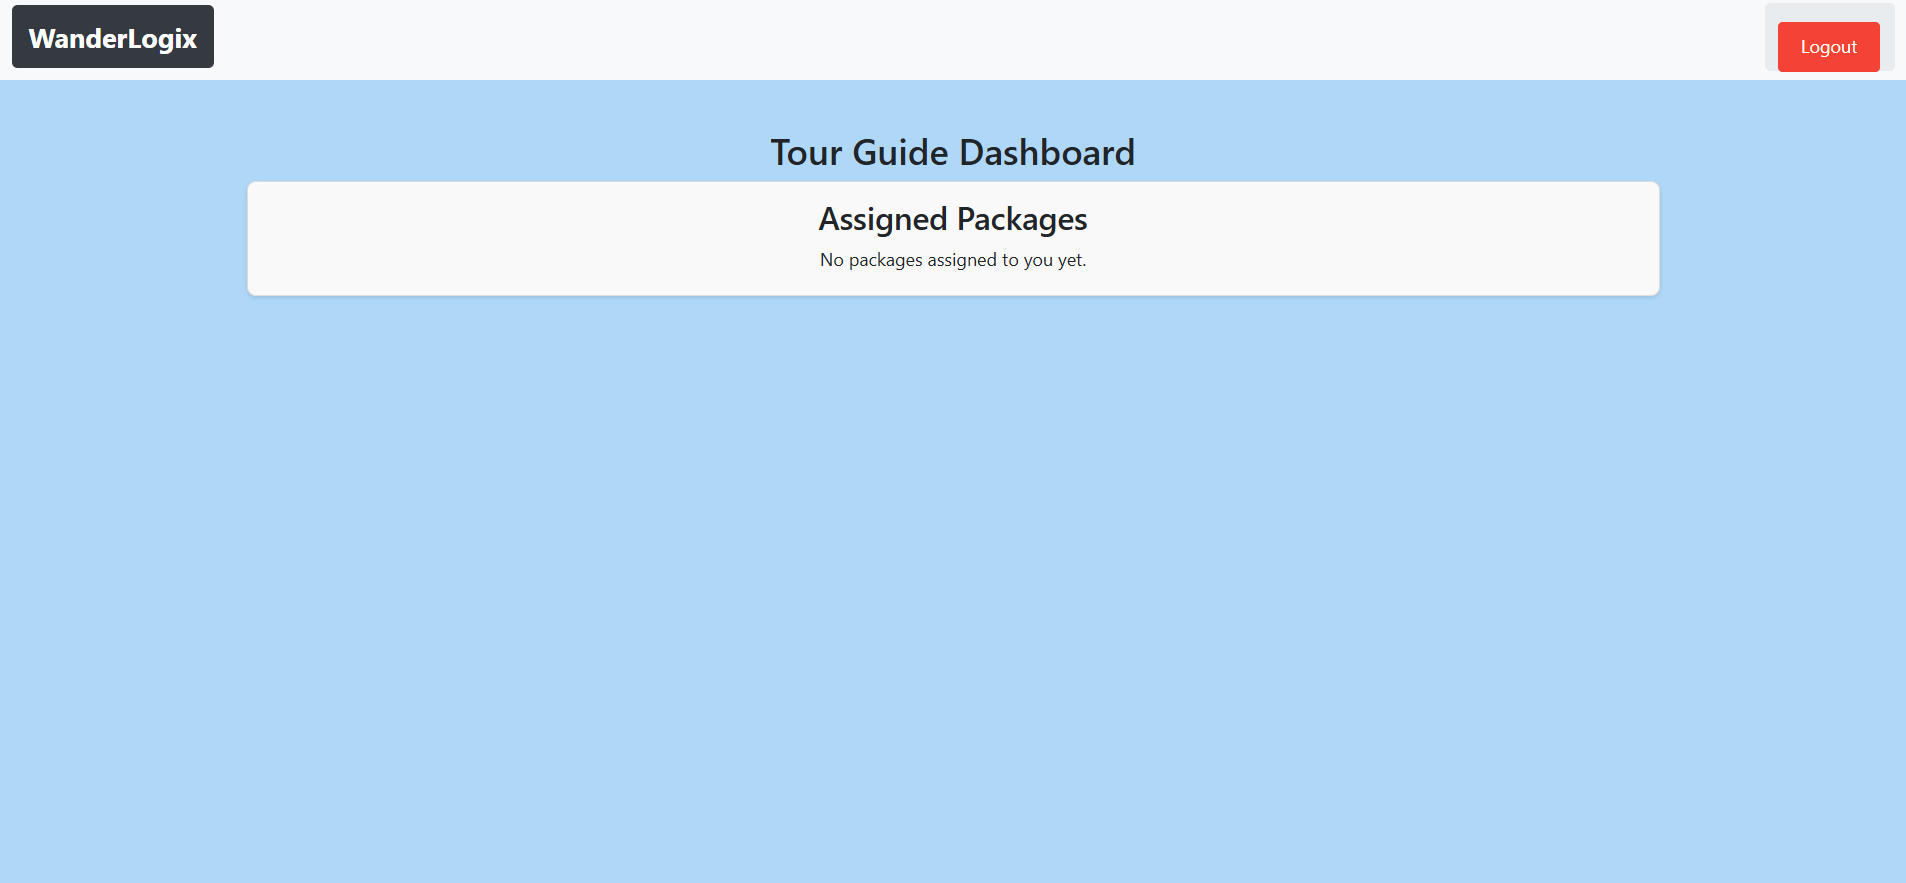 WanderLogix
Logout
Tour Guide Dashboard
Assigned Packages
No packages assigned to you yet.